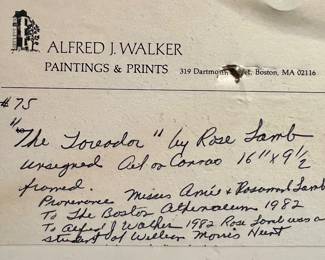 ALFRED J. WALKER
PAINTINGS & PRINTS
319 Dartmouth Street, Boston, MA 02116
#75
"The Toreador" by Rose Lamb
unsigned Oil on Canvas 16" x 9 1/2
framed.
Provenance Misses Amie & Rosamond Lamb
To The Boston Athenaeum 1982
To Alfred J Walker 1982 Rose Lamb was a
student of William Morris Hunt